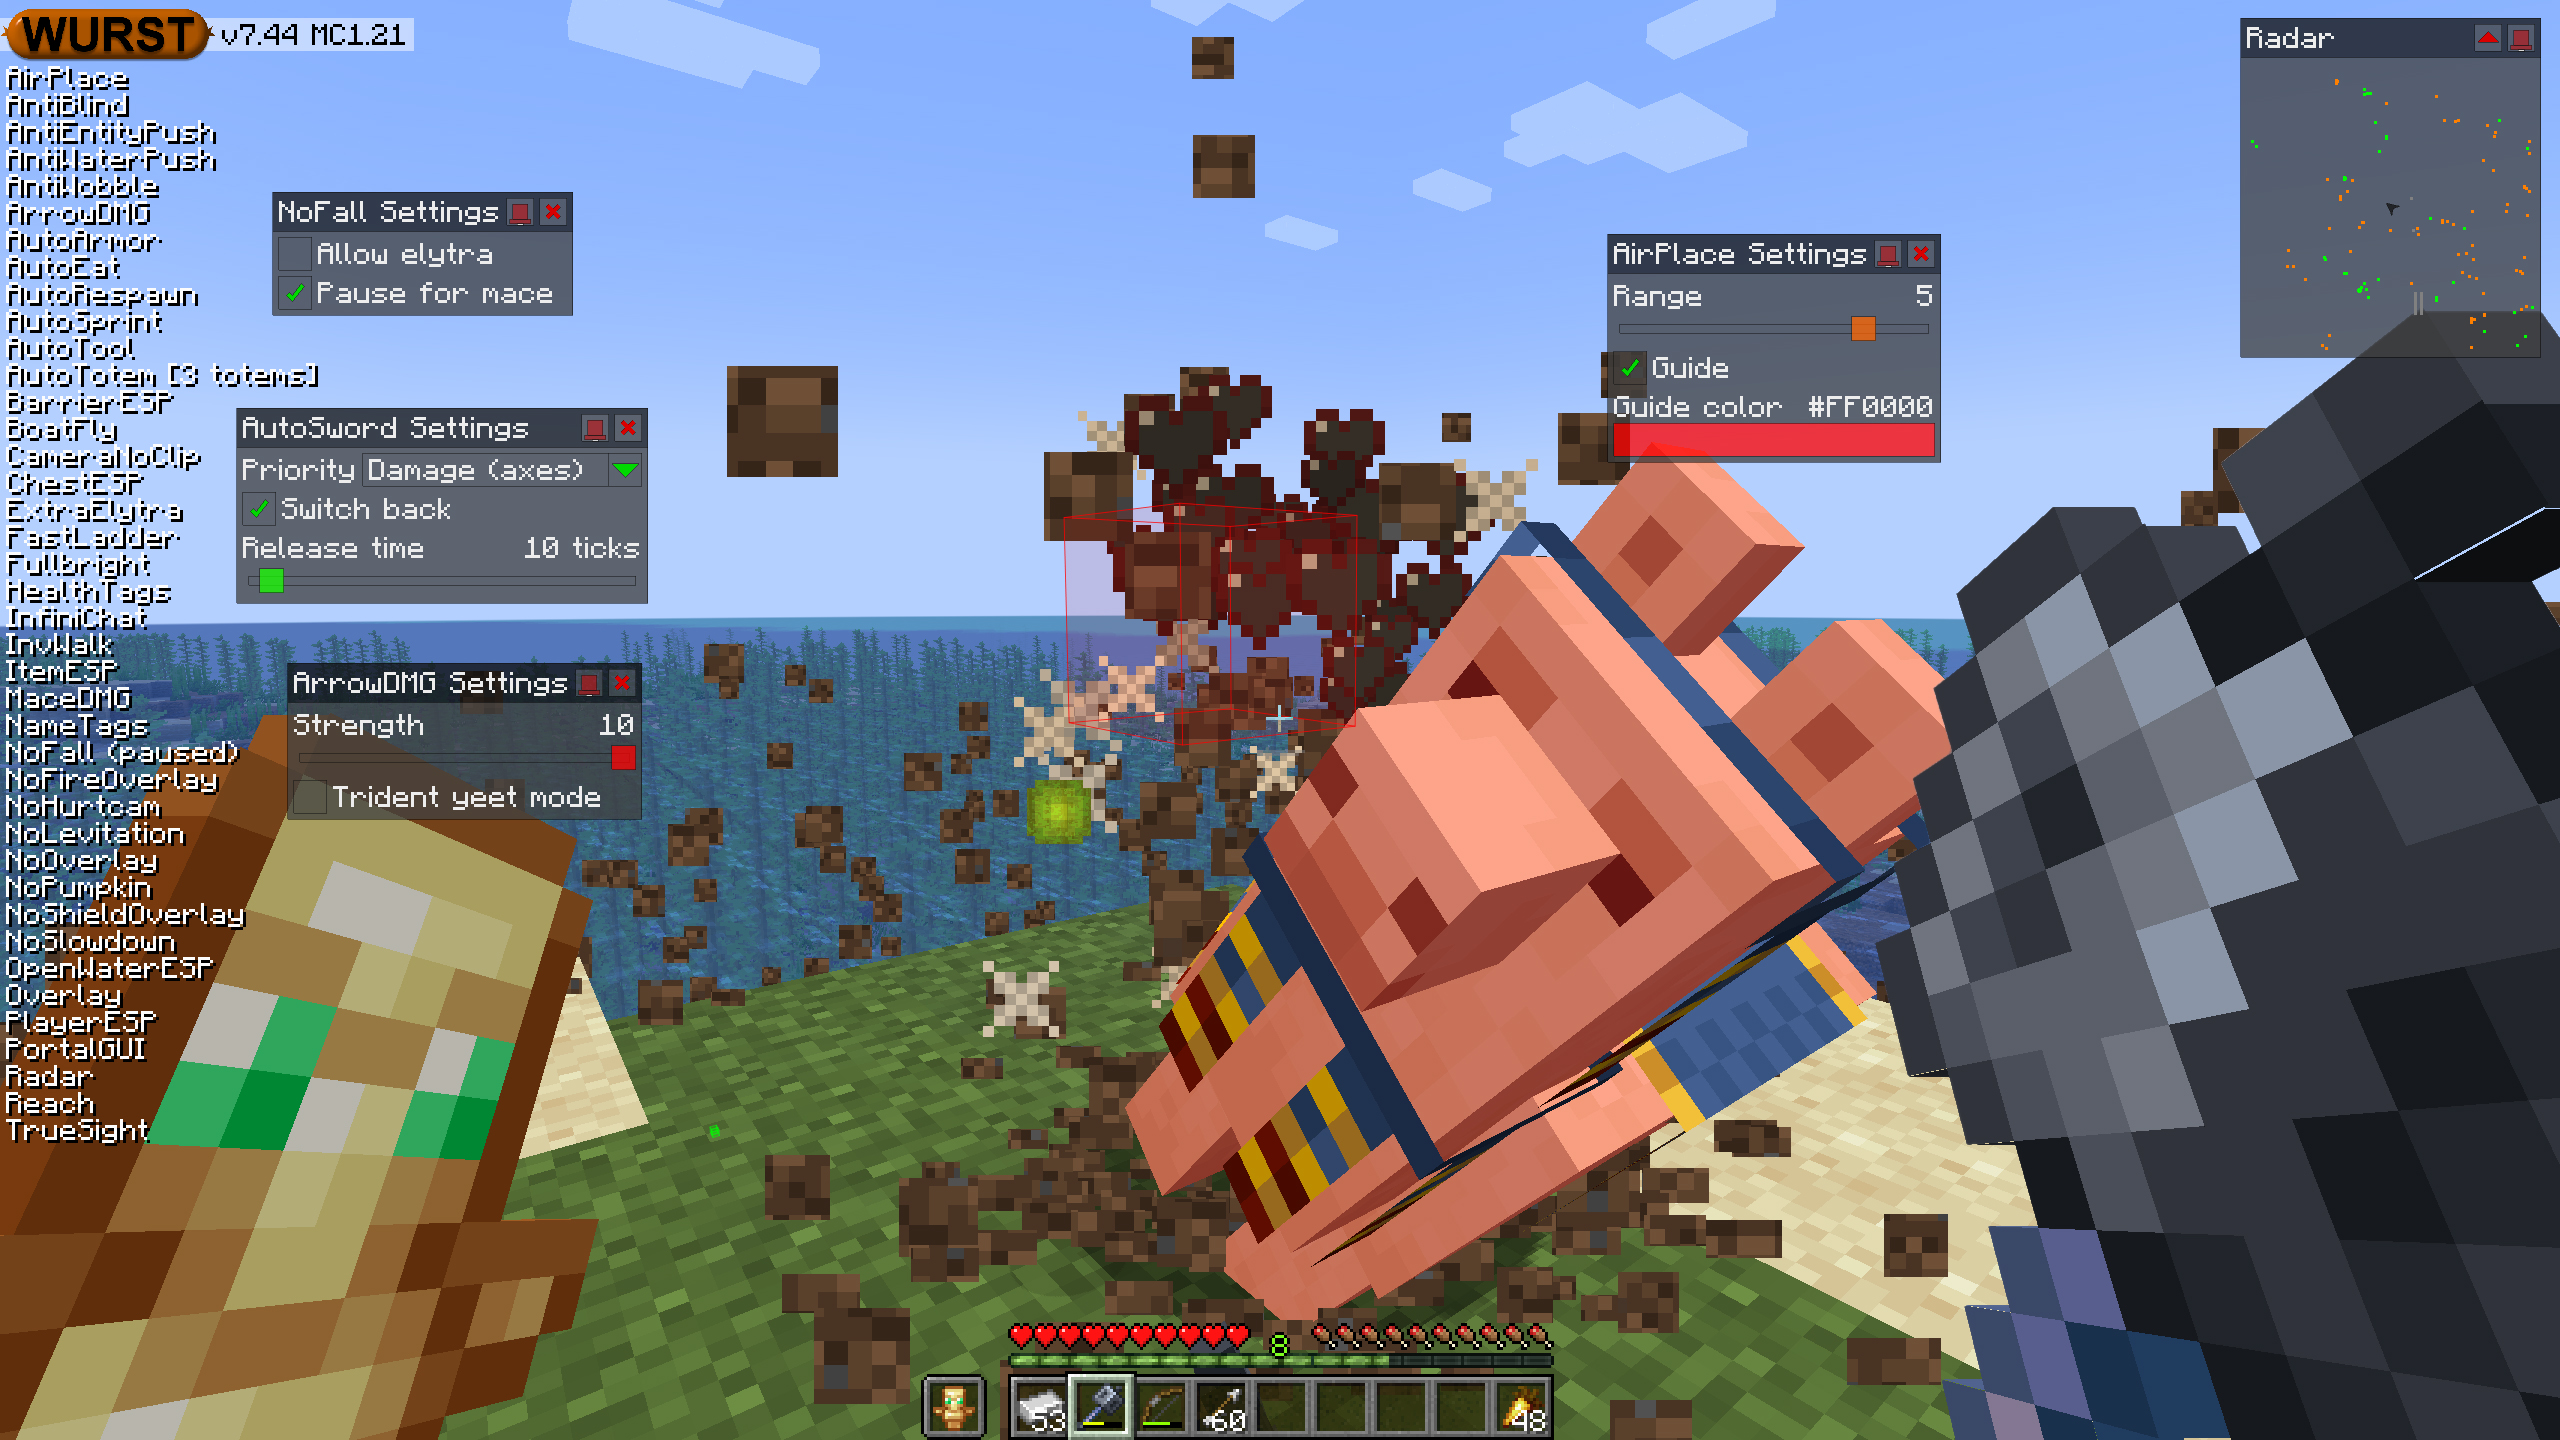 WURST v7.44 MC1.21
AirPlace
AntiBlind
AntiEntityPush
AntiWaterPush
AntiWobble
ArrowDMG
AutoArmor
AutoEat
AutoRespawn
AutoSprint
AutoTool
AutoTotem [3 totems]
BarrierESP
BoatFly
CameraNoClip
ChestESP
ExtraElytra
FastLadder
Fullbright
HealthTags
InfiniChat
InvWalk
ItemESP
MaceDMG
NameTags
NoFall (paused)
NoFireOverlay
NoHurtcam
NoLevitation
NoOverlay
NoPumpkin
NoShieldOverlay
NoSlowdown
OpenWaterESP
Overlay
PlayerESP
PortalGUI
Radar
Reach
TrueSight
NoFall Settings
Allow elytra
Pause for mace
AutoSword Settings
Priority Damage (axes)
Switch back
Release time 10 ticks
ArrowDMG Settings
Strength 10
Trident yeet mode
AirPlace Settings
Range 5
Guide
Guide color #FF0000
Radar
8
53 60 48